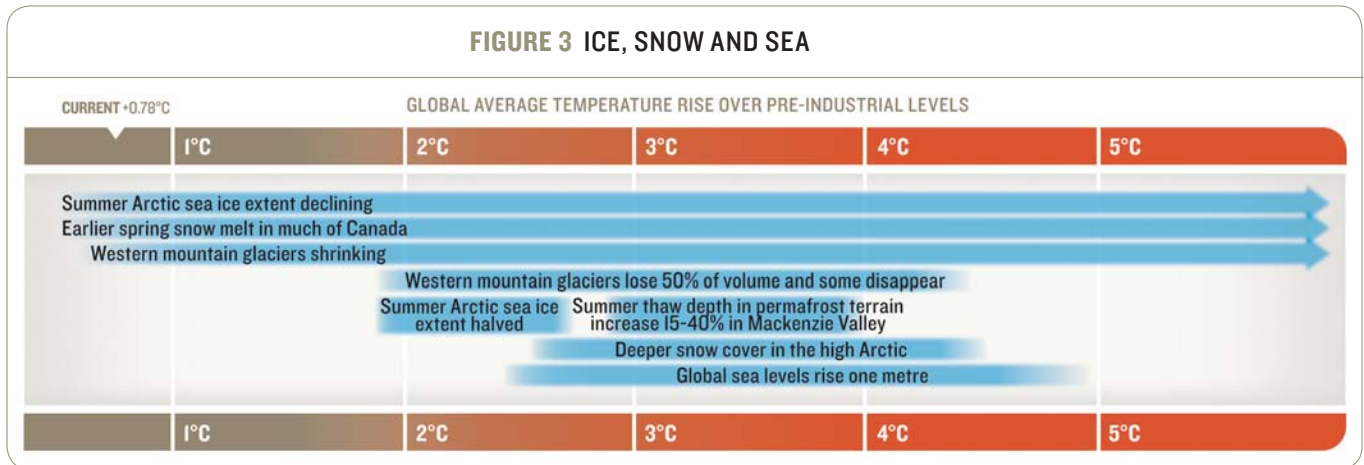 FIGURE 3 ICE, SNOW AND SEA
CURRENT +0.78°C
GLOBAL AVERAGE TEMPERATURE RISE OVER PRE-INDUSTRIAL LEVELS
1°C 2°C 3°C 4°C 5°C
Summer Arctic sea ice extent declining
Earlier spring snow melt in much of Canada
Western mountain glaciers shrinking
Western mountain glaciers lose 50% of volume and some disappear
Summer Arctic sea ice
extent halved
Summer thaw depth in permafrost terrain
increase 15-40% in Mackenzie Valley
Deeper snow cover in the high Arctic
Global sea levels rise one metre
1°C 2°C 3°C 4°C 5°C